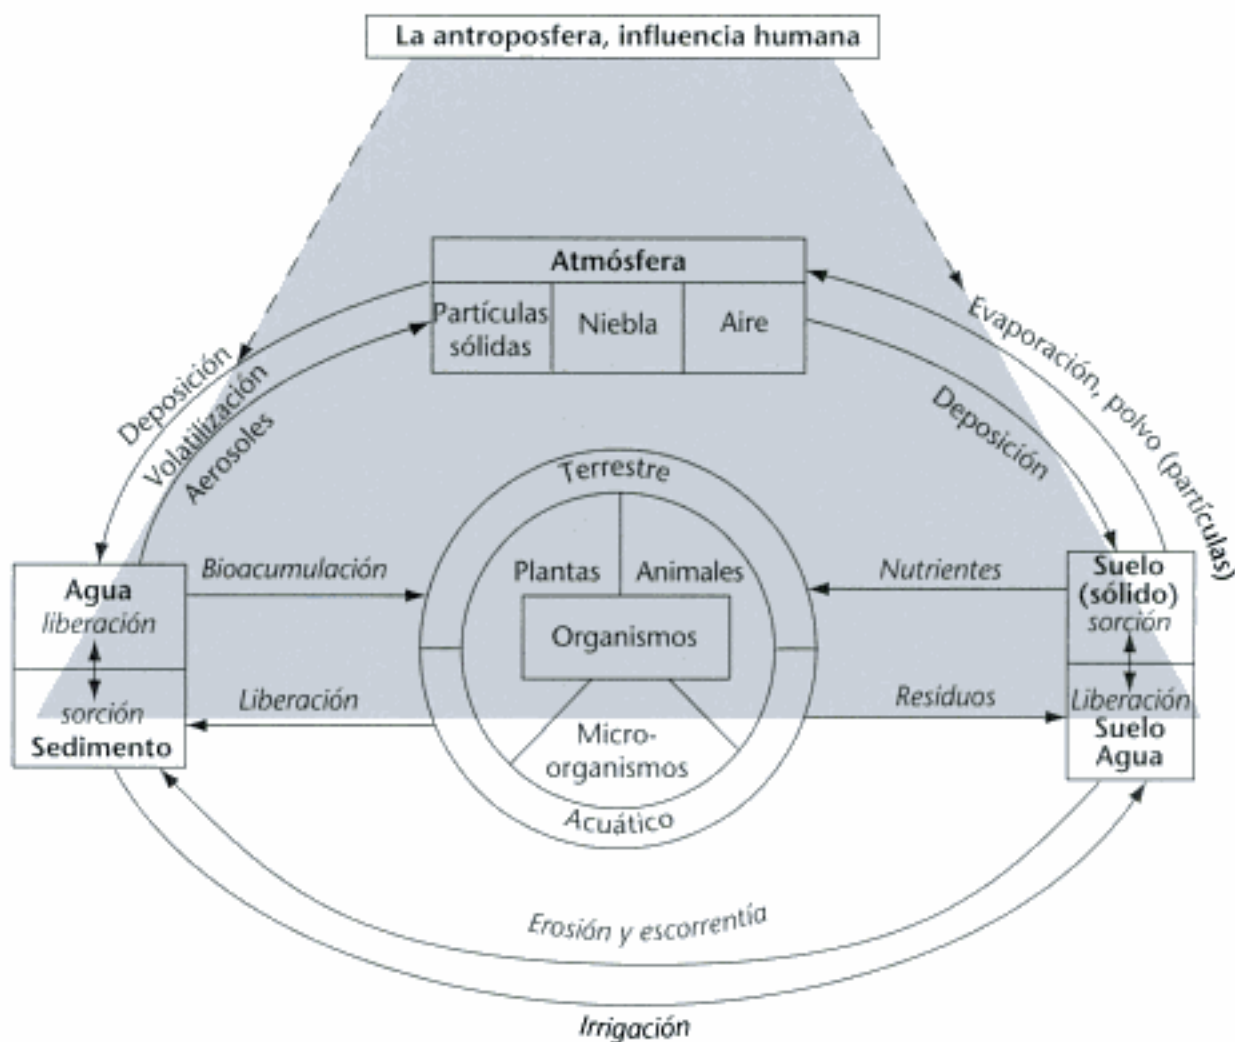 La antroposfera, influencia humana
Atmósfera
Partículas
sólidas
Niebla
Aire
Deposición
Volatilización
Aerosoles
Evaporación, polvo (partículas)
Deposición
Terrestre
Plantas
Animales
Organismos
Micro-
organismos
Acuático
Agua
liberación
sorción
Sedimento
Bioacumulación
Liberación
Nutrientes
Residuos
Suelo
(sólido)
sorción
Liberación
Suelo
Agua
Erosión y escorrentía
Irrigación